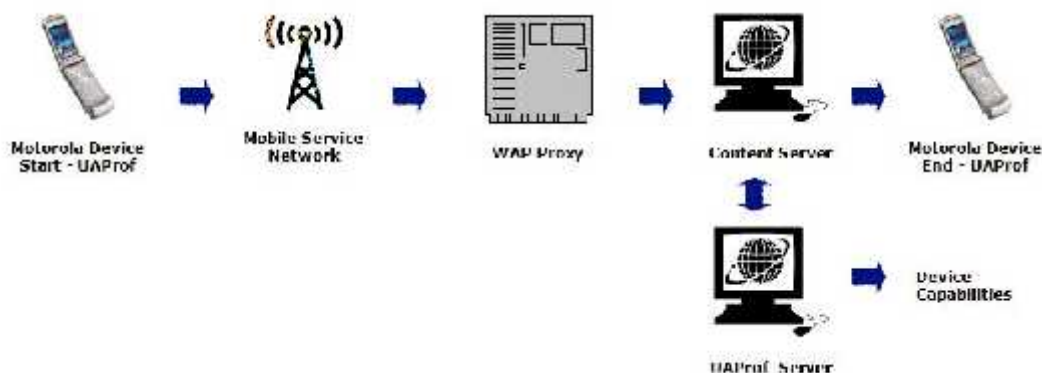 Motorola Device
Start - UAProf
Mobile Service
Network
WAP Proxy
Content Server
Motorola Device
End - UAProf
Device
Capabilities
UAProf Server